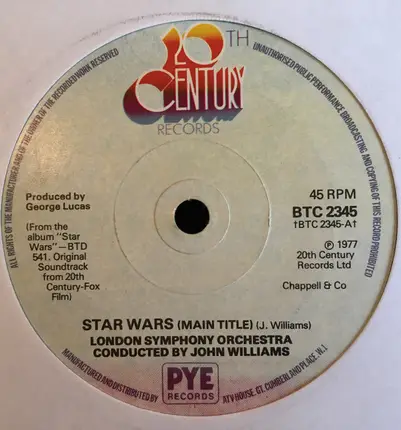 20TH
CENTURY
RECORDS
ALL RIGHTS OF THE MANUFACTURER AND OF THE OWNER OF THE RECORDED WORK RESERVED
UNAUTHORISED PUBLIC PERFORMANCE BROADCASTING AND COPYING OF THIS RECORD PROHIBITED
Produced by
George Lucas
(From the
album "Star
Wars"—BTD
541. Original
Soundtrack
from 20th
Century-Fox
Film)
45 RPM
BTC 2345
†BTC 2345-A†
Ⓟ 1977
20th Century
Records Ltd
Chappell & Co
STAR WARS (MAIN TITLE) (J. Williams)
LONDON SYMPHONY ORCHESTRA
CONDUCTED BY JOHN WILLIAMS
MANUFACTURED AND DISTRIBUTED BY
PYE
RECORDS
ATV HOUSE, GT. CUMBERLAND PLACE, W.1